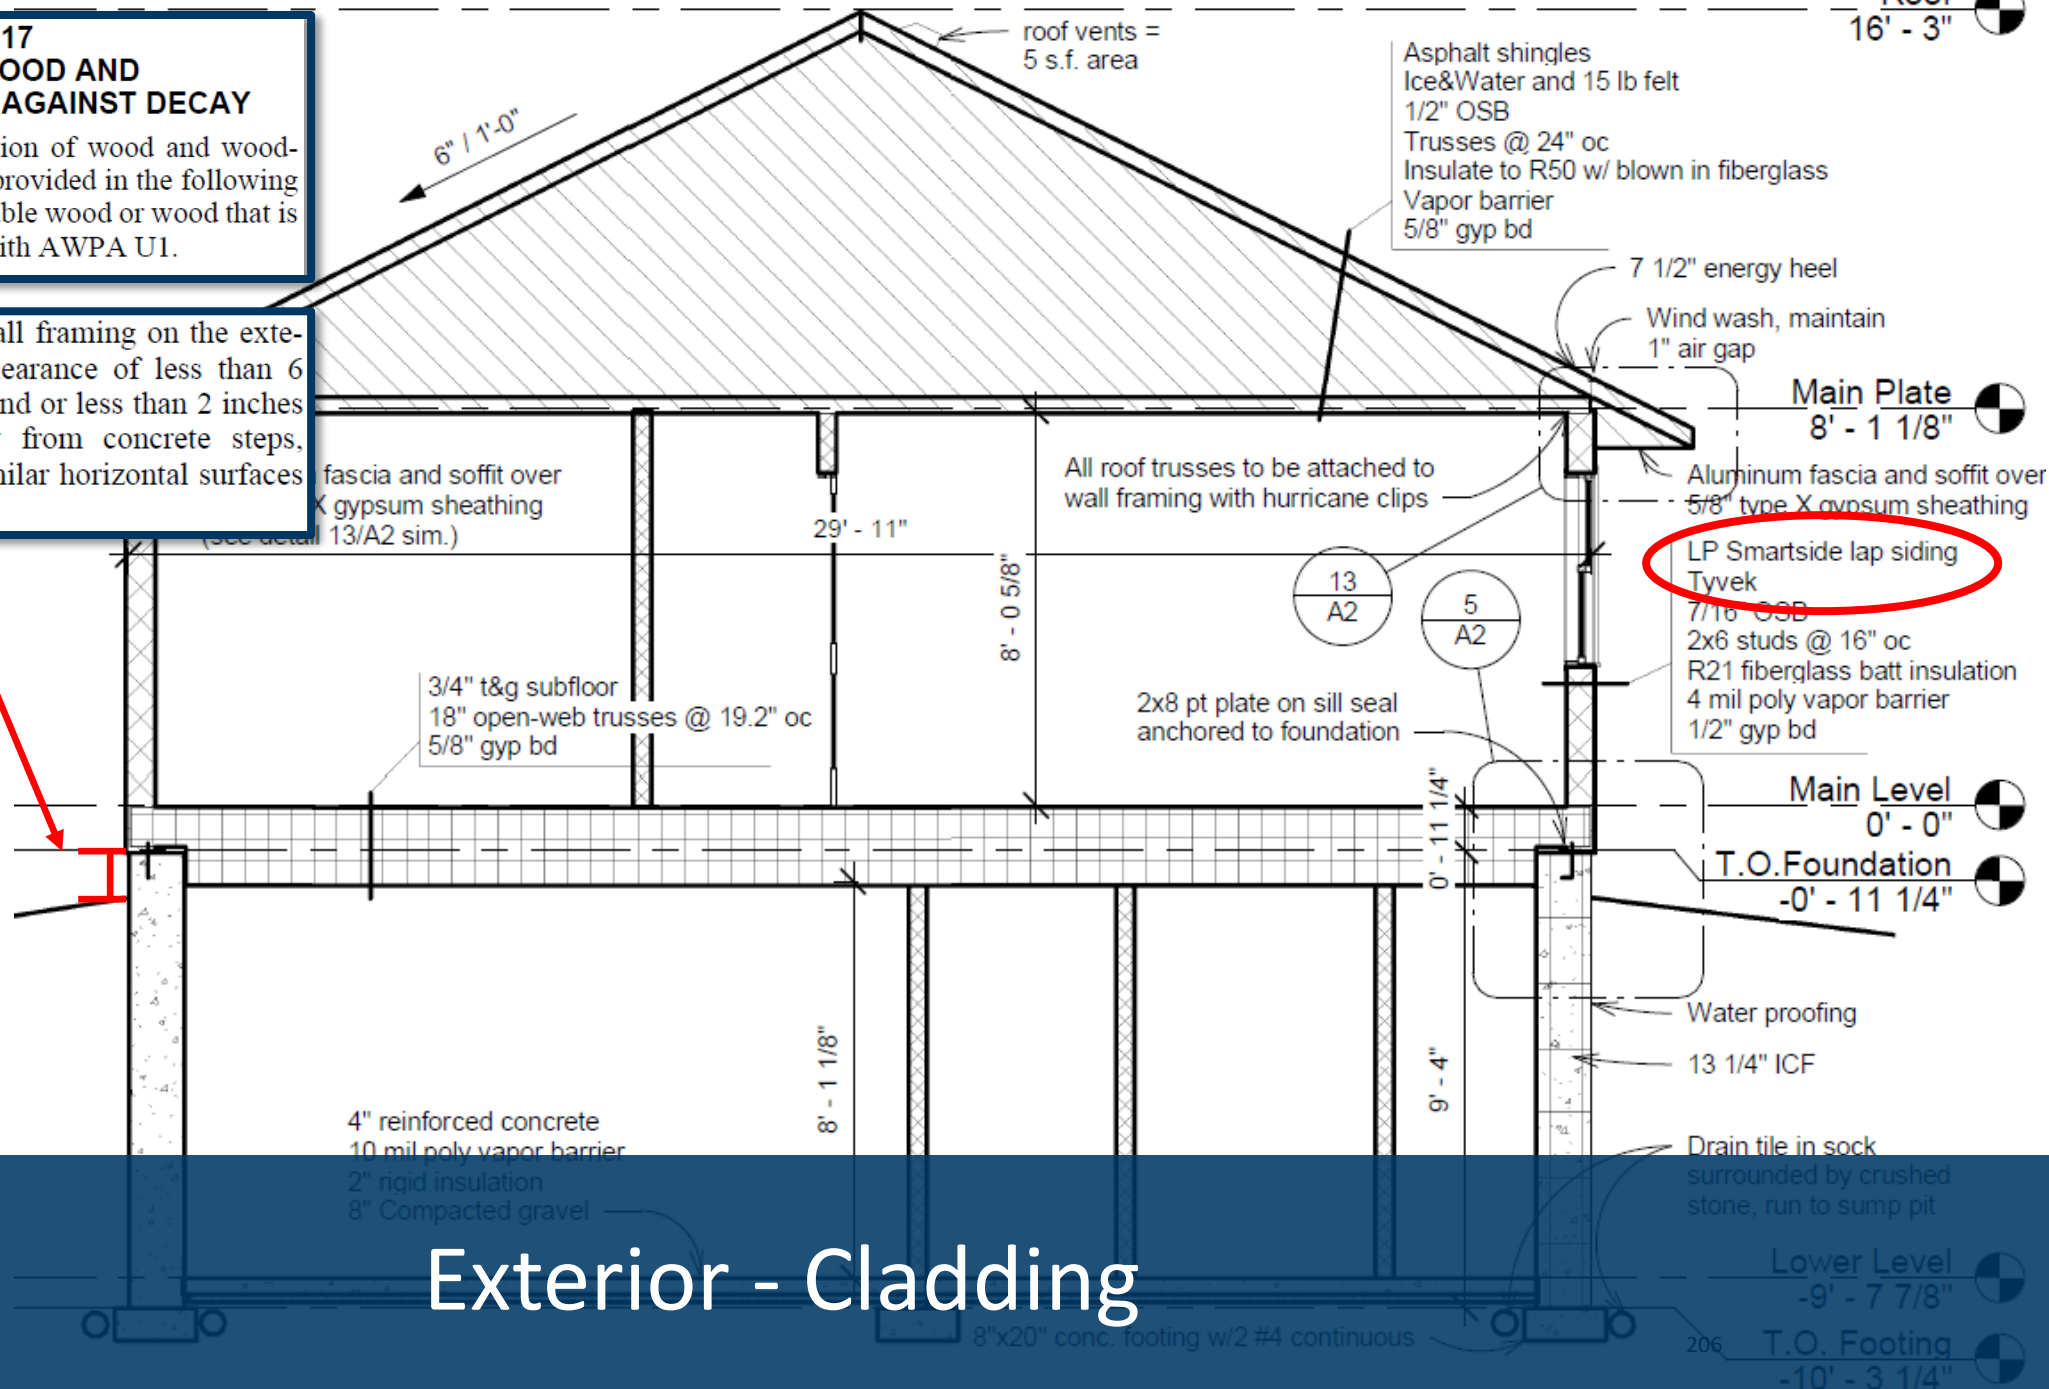 17
OOD AND
AGAINST DECAY
ion of wood and wood-
provided in the following
able wood or wood that is
with AWPA U1.
all framing on the exte-
learance of less than 6
nd or less than 2 inches
from concrete steps,
milar horizontal surfaces
fascia and soffit over
X gypsum sheathing
(see detail 13/A2 sim.)
6" / 1'-0"
roof vents =
5 s.f. area
Roof
16' - 3"
Asphalt shingles
Ice&Water and 15 lb felt
1/2" OSB
Trusses @ 24" oc
Insulate to R50 w/ blown in fiberglass
Vapor barrier
5/8" gyp bd
7 1/2" energy heel
Wind wash, maintain
1" air gap
Main Plate
8' - 1 1/8"
All roof trusses to be attached to
wall framing with hurricane clips
Aluminum fascia and soffit over
5/8" type X gypsum sheathing
29' - 11"
8' - 0 5/8"
13
A2
5
A2
LP Smartside lap siding
Tyvek
7/16" OSB
2x6 studs @ 16" oc
R21 fiberglass batt insulation
4 mil poly vapor barrier
1/2" gyp bd
3/4" t&g subfloor
18" open-web trusses @ 19.2" oc
5/8" gyp bd
2x8 pt plate on sill seal
anchored to foundation
0' - 11 1/4"
Main Level
0' - 0"
T.O.Foundation
-0' - 11 1/4"
Water proofing
13 1/4" ICF
8' - 1 1/8"
9' - 4"
4" reinforced concrete
10 mil poly vapor barrier
2" rigid insulation
8" Compacted gravel
Drain tile in sock
surrounded by crushed
stone, run to sump pit
Exterior - Cladding
Lower Level
-9' - 7 7/8"
8"x20" conc. footing w/2 #4 continuous
206
T.O. Footing
-10' - 3 1/4"